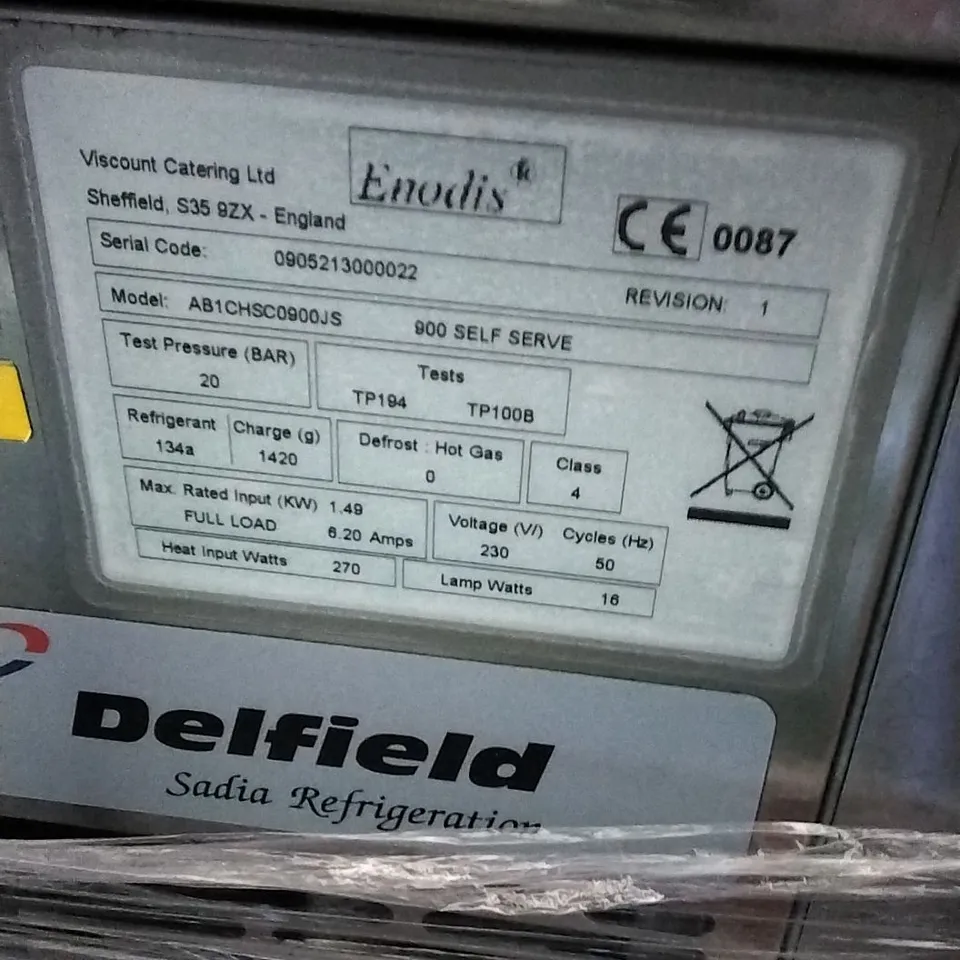 Viscount Catering Ltd
Sheffield, S35 9ZX - England
Enodis
CE 0087
Serial Code: 0905213000022 REVISION: 1
Model: AB1CHSC0900JS 900 SELF SERVE
Test Pressure (BAR)
20
Tests
TP194 TP100B
Refrigerant
134a
Charge (g)
1420
Defrost : Hot Gas
0
Class
4
Max. Rated Input (KW) 1.49
FULL LOAD 6.20 Amps
Voltage (V/) Cycles (Hz)
230 50
Heat Input Watts 270
Lamp Watts 16
Delfield
Sadia Refrigeration